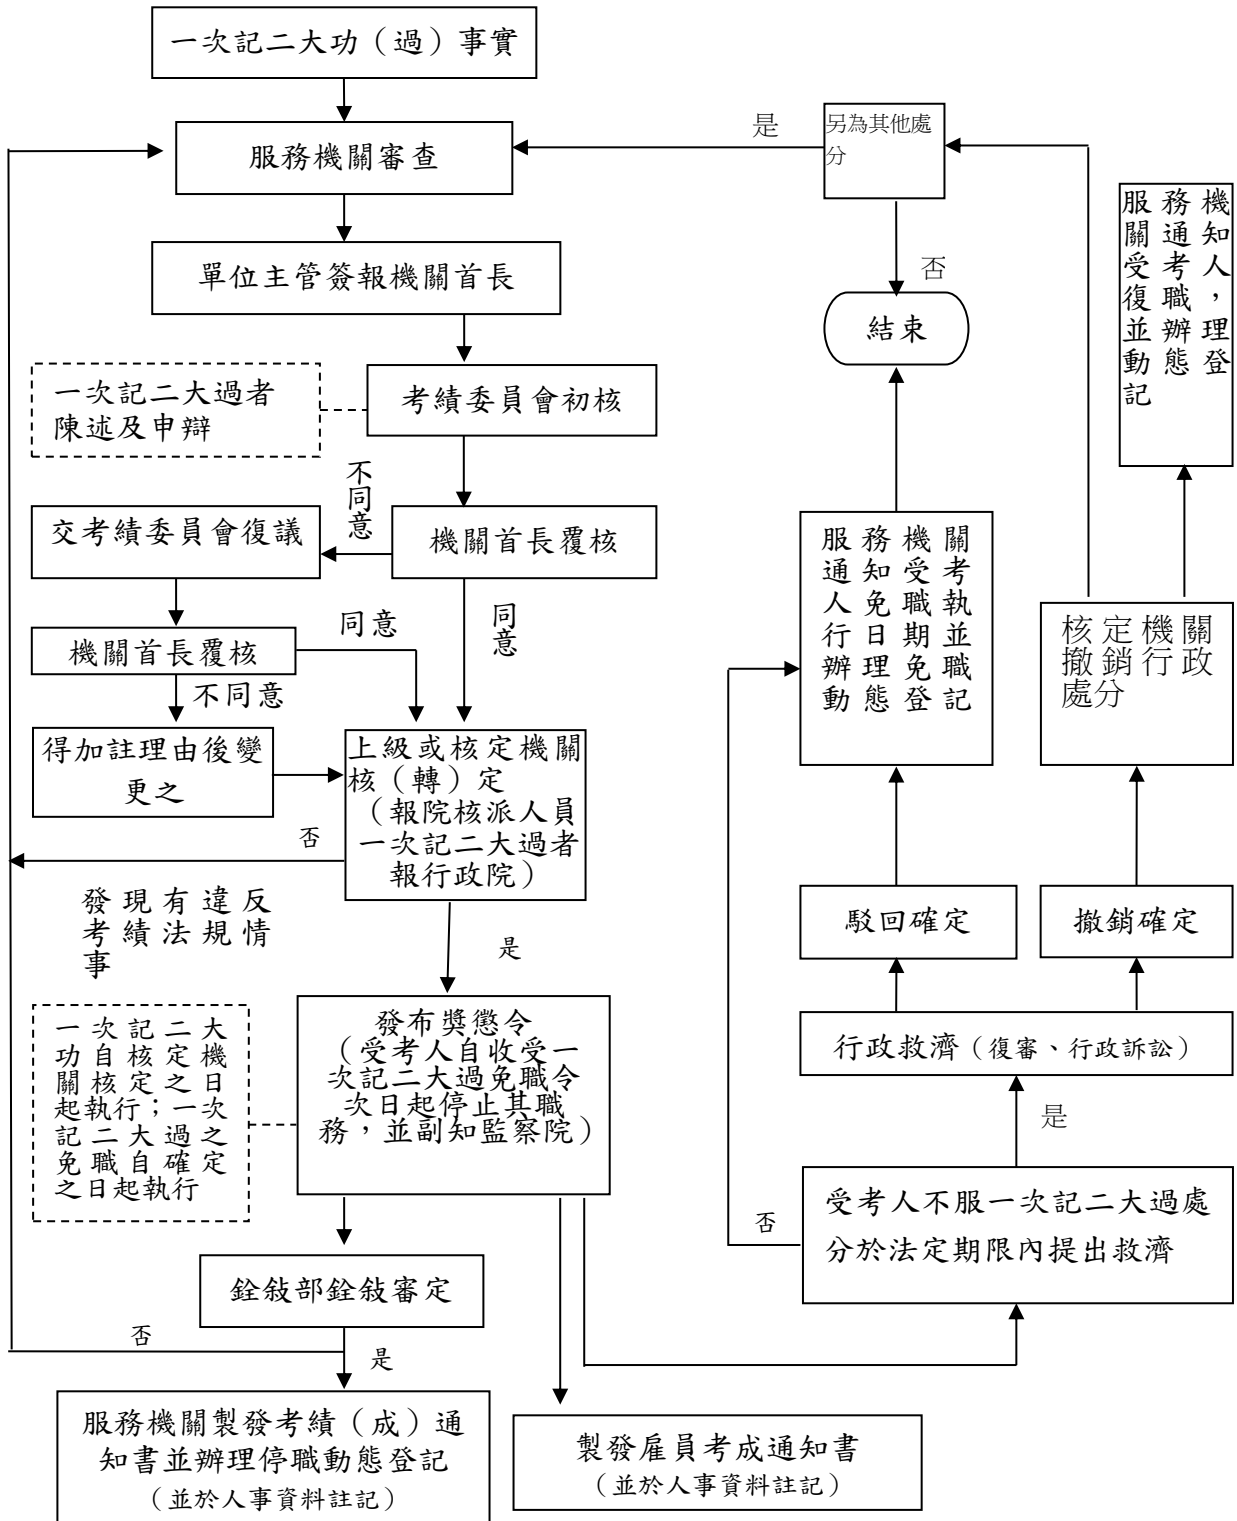 一次記二大功（過）事實
服務機關審查
單位主管簽報機關首長
一次記二大過者
陳述及申辯
考績委員會初核
不同意
交考績委員會復議
機關首長覆核
同意
同意
機關首長覆核
不同意
得加註理由後變
更之
上級或核定機關
核（轉）定
（報院核派人員
一次記二大過者
報行政院）
否
發現有違反
考績法規情
事
是
一次記二大
功自核定機
關核定之日
起執行；一次
記二大過之
免職自確定
之日起執行
發布獎懲令
（受考人自收受一
次記二大過免職令
次日起停止其職
務，並副知監察院）
銓敍部銓敍審定
否
是
服務機關製發考績（成）通
知書並辦理停職動態登記
（並於人事資料註記）
製發雇員考成通知書
（並於人事資料註記）
是
另為其他處
分
否
結束
服務機
關通知
受考人
復職，
並辦理
動態登
記
服務機關
通知受考
人免職執
行日期並
辦理免職
動態登記
核定機關
撤銷行政
處分
駁回確定
撤銷確定
行政救濟（復審、行政訴訟）
是
否
受考人不服一次記二大過處
分於法定期限內提出救濟